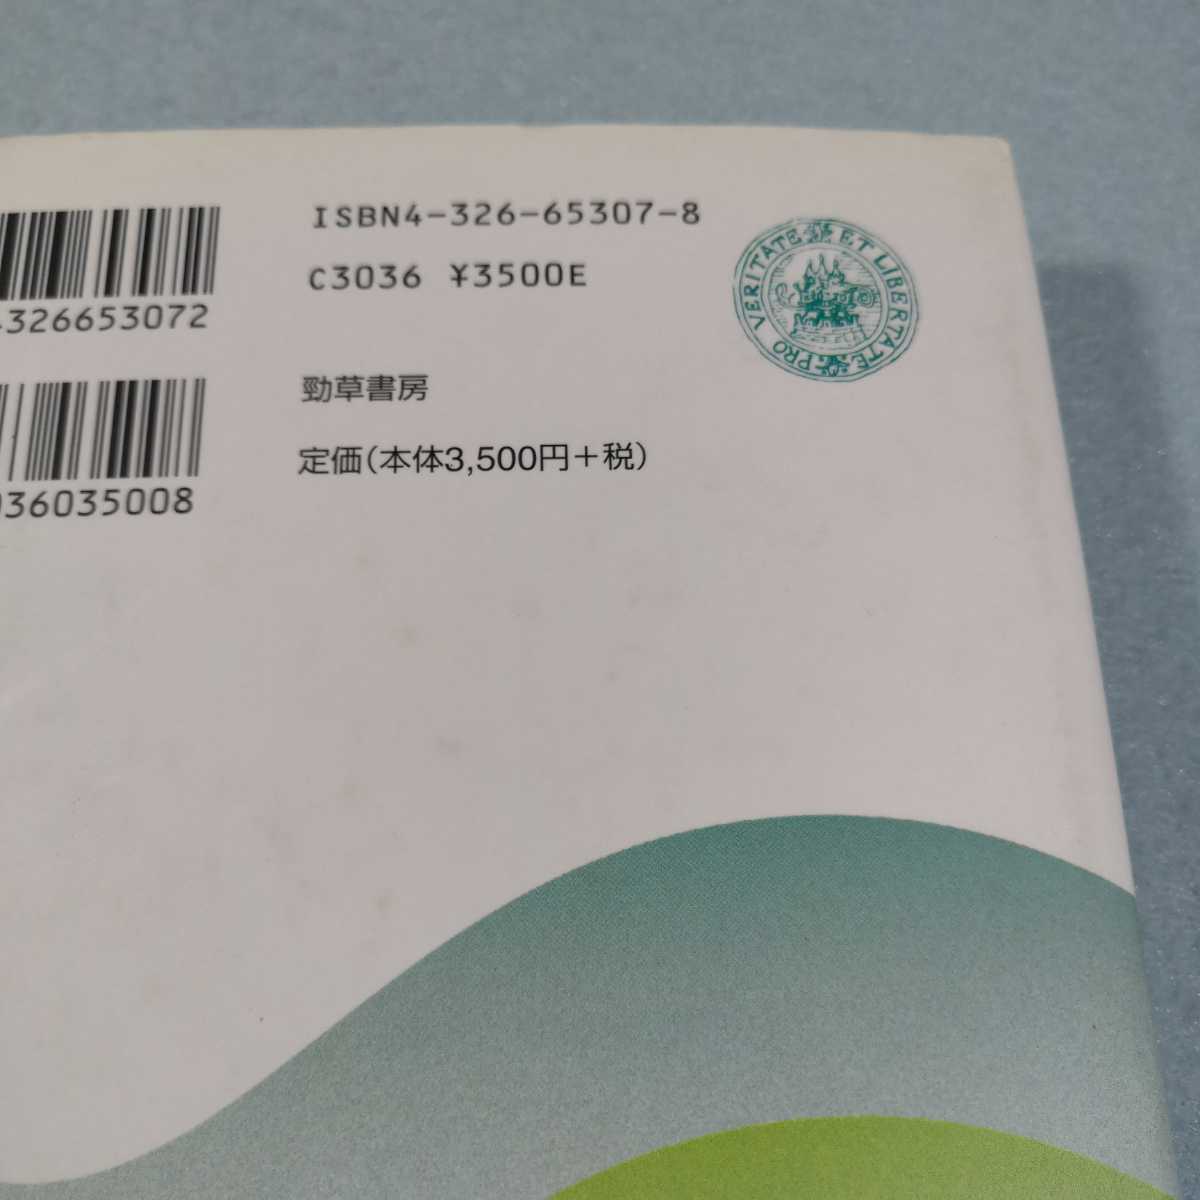 ISBN4-326-65307-8
C3036 ¥3500E
326653072
勁草書房
定価(本体3,500円+税)
036035008
PRO VERITATE ET LIBERTATE